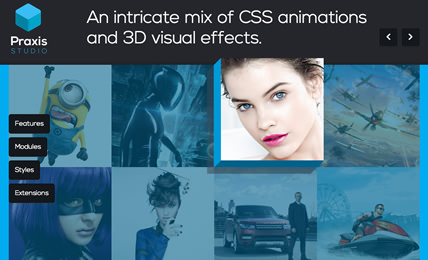 An intricate mix of CSS animations
and 3D visual effects.
Praxis
STUDIO
Features
Modules
Styles
Extensions